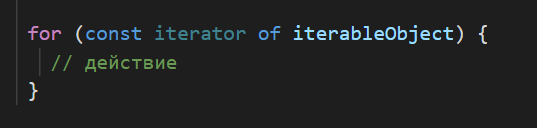 for (const iterator of iterableObject) {
// действие
}